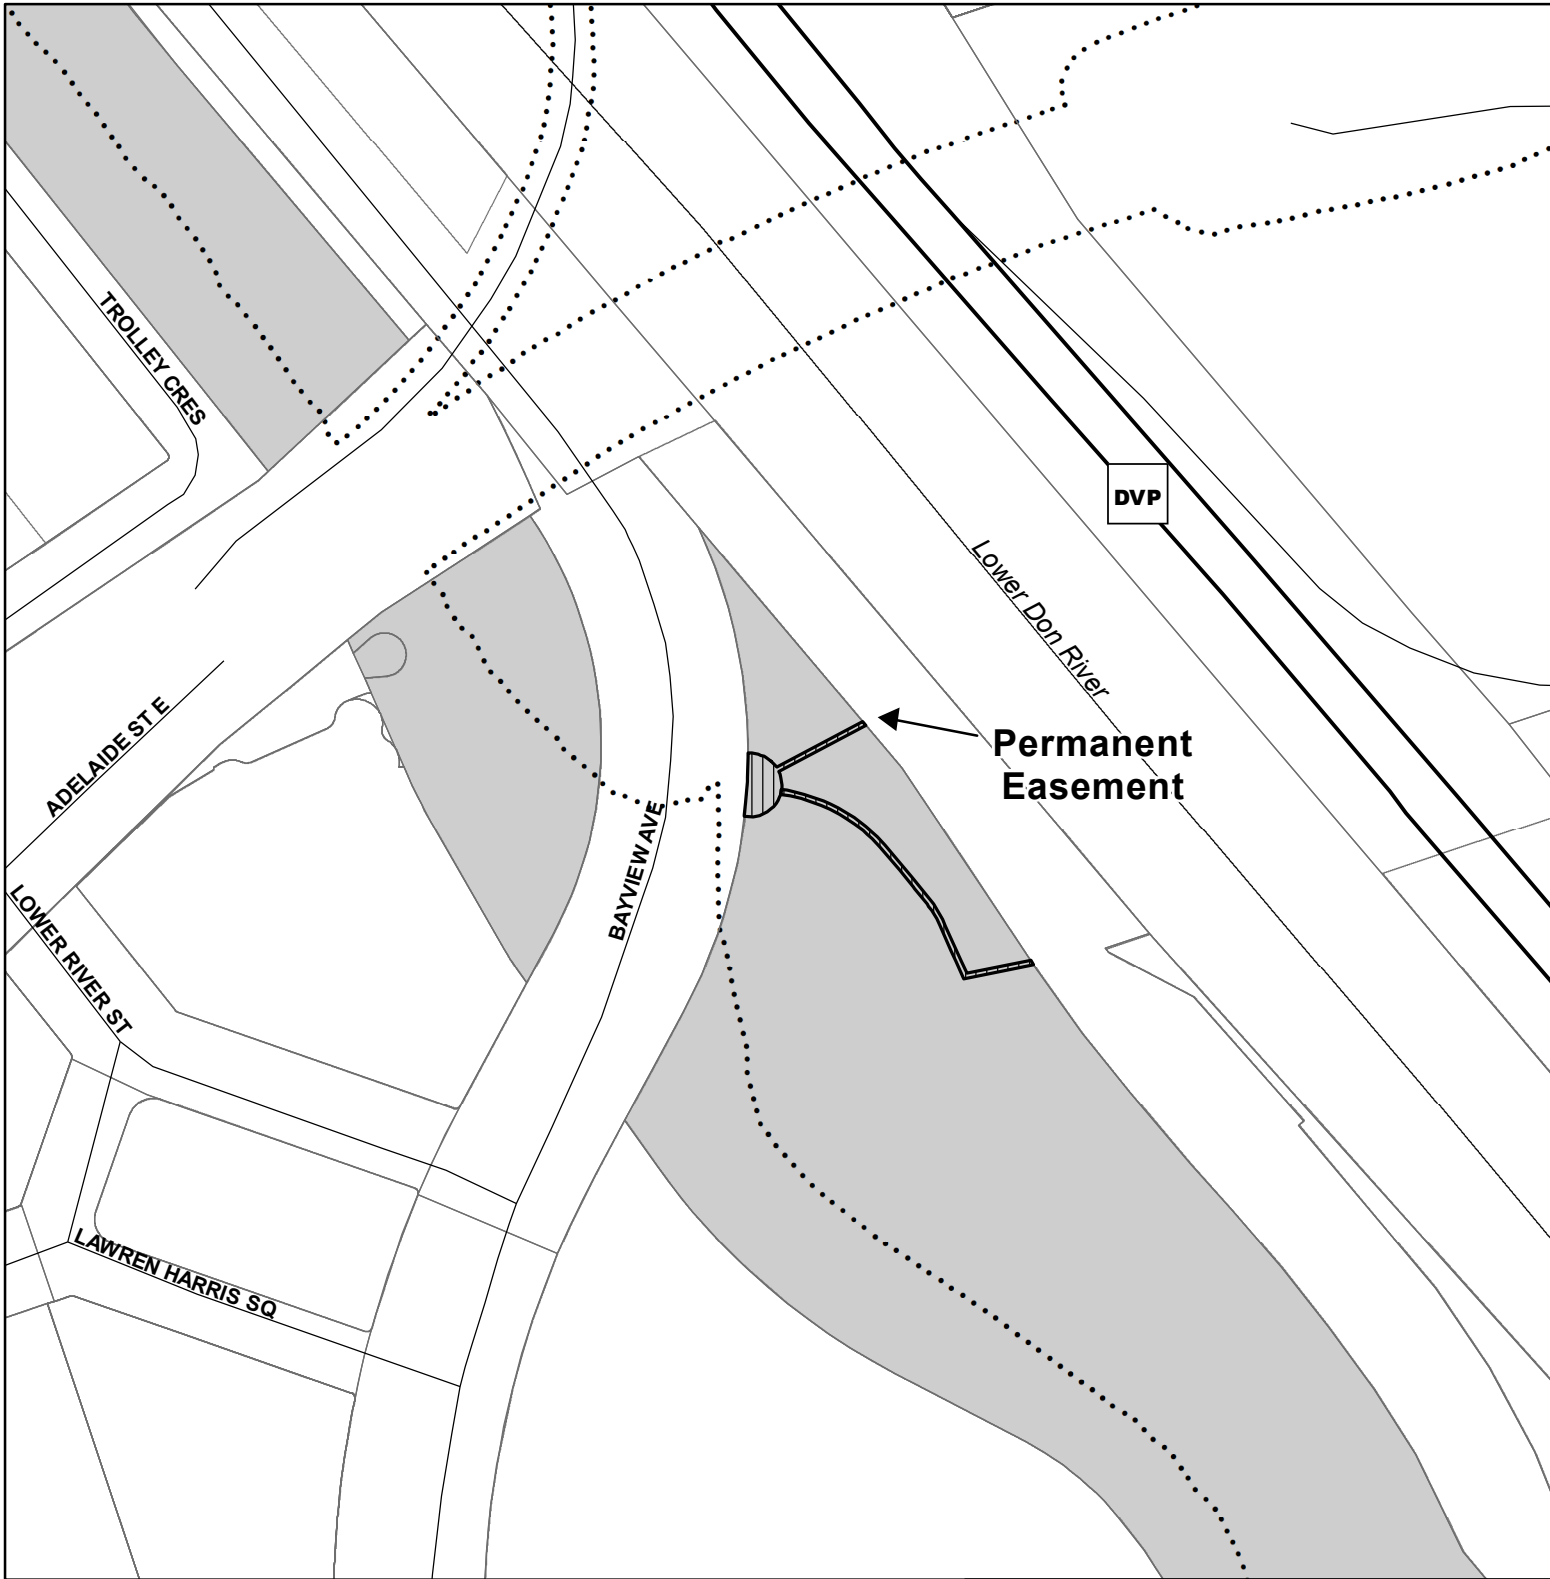 TROLLEY CRES
DVP
Lower Don River
ADELAIDE ST E
Permanent
Easement
BAYVIEW AVE
LOWER RIVER ST
LAWREN HARRIS SQ